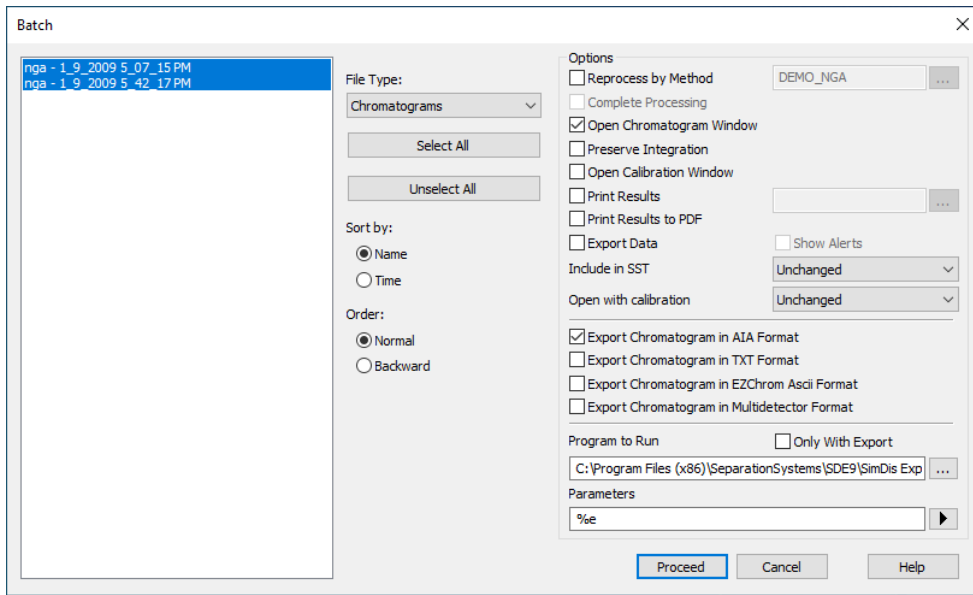 Batch
nga - 1_9_2009 5_07_15 PM
nga - 1_9_2009 5_42_17 PM
File Type:
Chromatograms
Select All
Unselect All
Sort by:
Name
Time
Order:
Normal
Backward
Options
Reprocess by Method DEMO_NGA ...
Complete Processing
Open Chromatogram Window
Preserve Integration
Open Calibration Window
Print Results ...
Print Results to PDF
Export Data Show Alerts
Include in SST Unchanged
Open with calibration Unchanged
Export Chromatogram in AIA Format
Export Chromatogram in TXT Format
Export Chromatogram in EZChrom Ascii Format
Export Chromatogram in Multidetector Format
Program to Run Only With Export
C:\Program Files (x86)\SeparationSystems\SDE9\SimDis Exp ...
Parameters
%e
Proceed Cancel Help